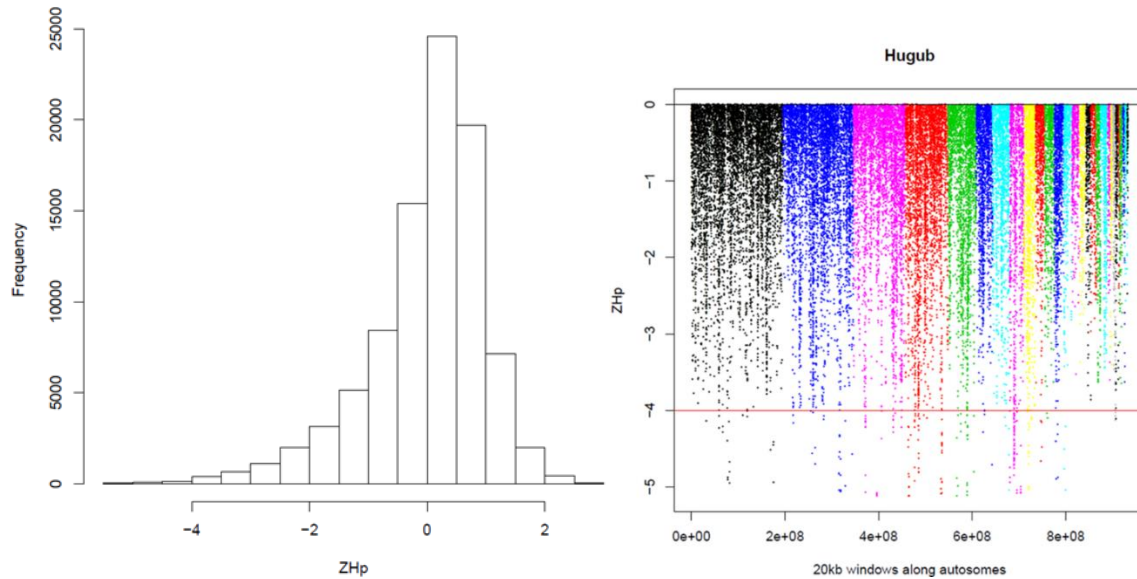 Frequency
25000
20000
15000
10000
5000
0
−4
−2
0
2
ZHp
Hugub
ZHp
0
−1
−2
−3
−4
−5
0e+00
2e+08
4e+08
6e+08
8e+08
20kb windows along autosomes